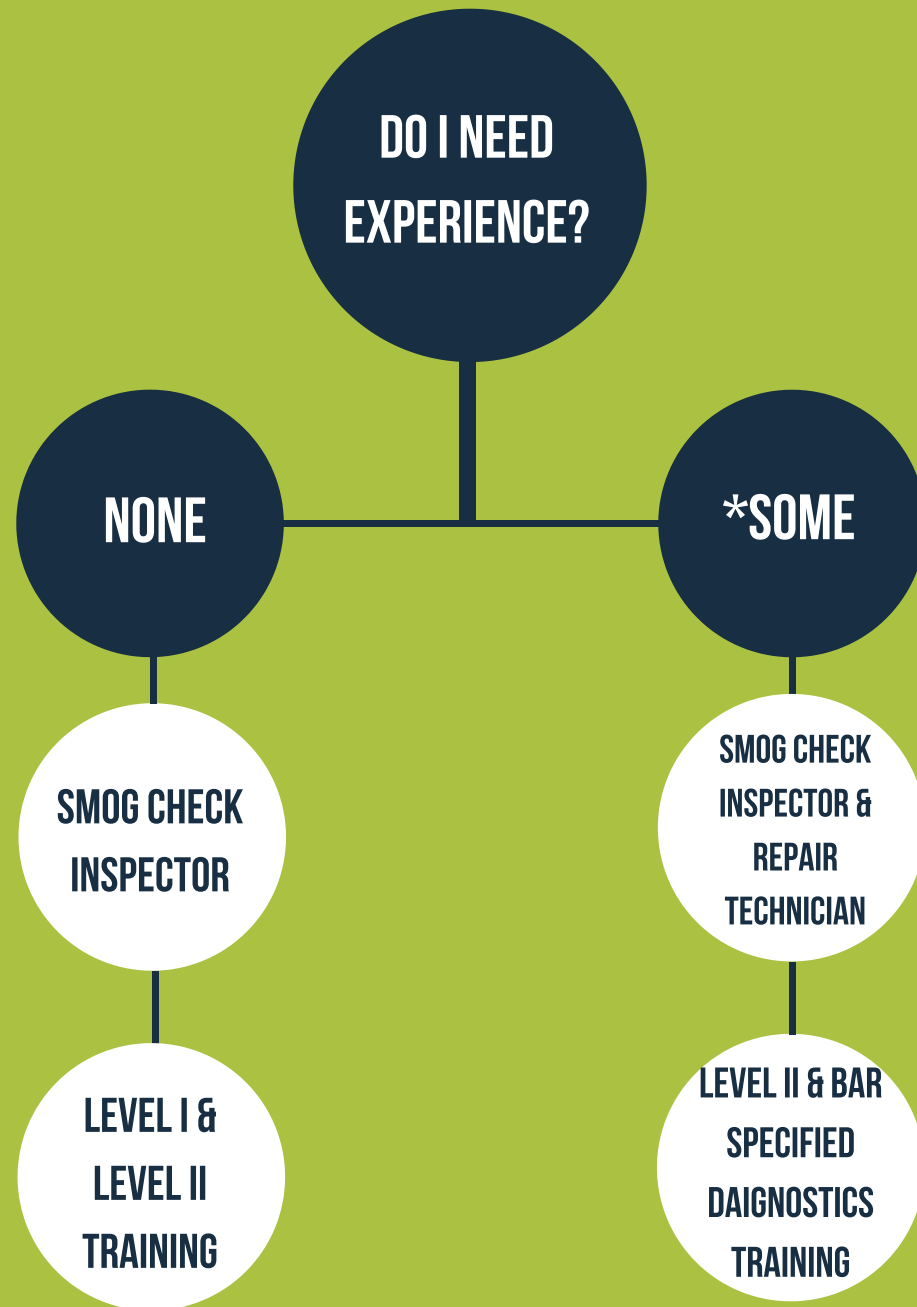 DO I NEED
EXPERIENCE?
NONE
*SOME
SMOG CHECK
INSPECTOR
SMOG CHECK
INSPECTOR &
REPAIR
TECHNICIAN
LEVEL I &
LEVEL II
TRAINING
LEVEL II & BAR
SPECIFIED
DAIGNOSTICS
TRAINING